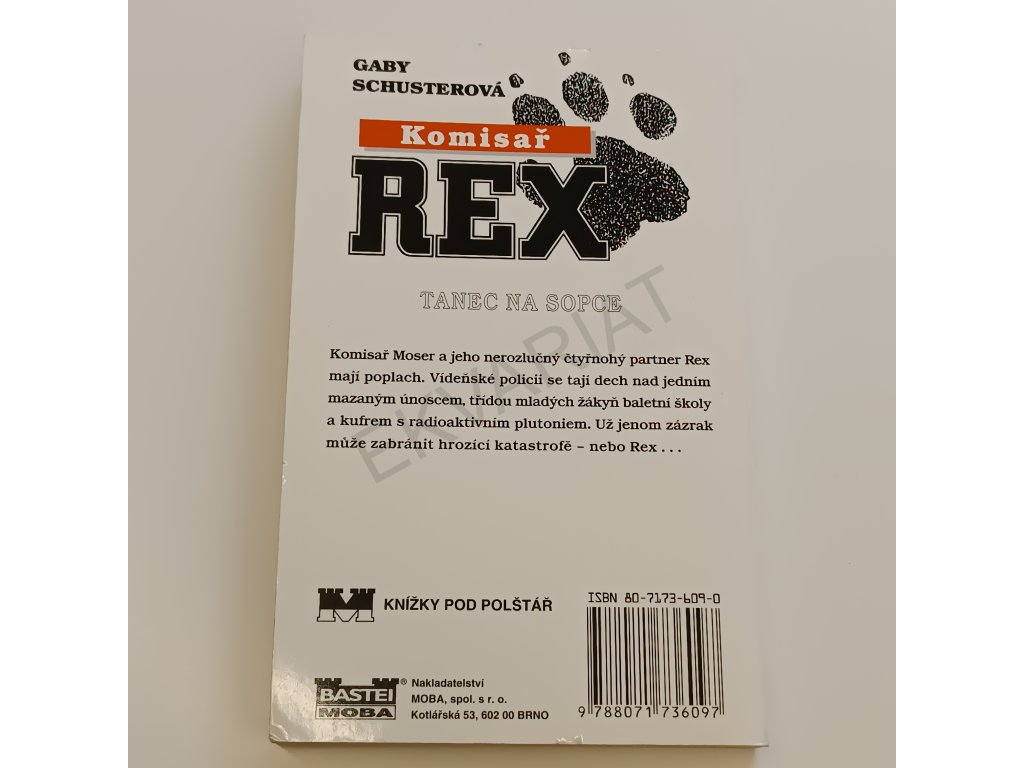 GABY
SCHUSTEROVÁ
Komisař
REX
TANEC NA SOPCE
Komisař Moser a jeho nerozlučný čtyřnohý partner Rex
mají poplach. Vídeňské policii se tají dech nad jedním
mazaným únoscem, třídou mladých žákyň baletní školy
a kufrem s radioaktivním plutoniem. Už jenom zázrak
může zabránit hrozící katastrofě – nebo Rex . . .
EKVARIAT
M KNÍŽKY POD POLŠTÁŘ
ISBN 80-7173-609-0
9 788071 736097
BASTEI
MOBA
®
Nakladatelství
MOBA, spol. s r. o.
Kotlářská 53, 602 00 BRNO